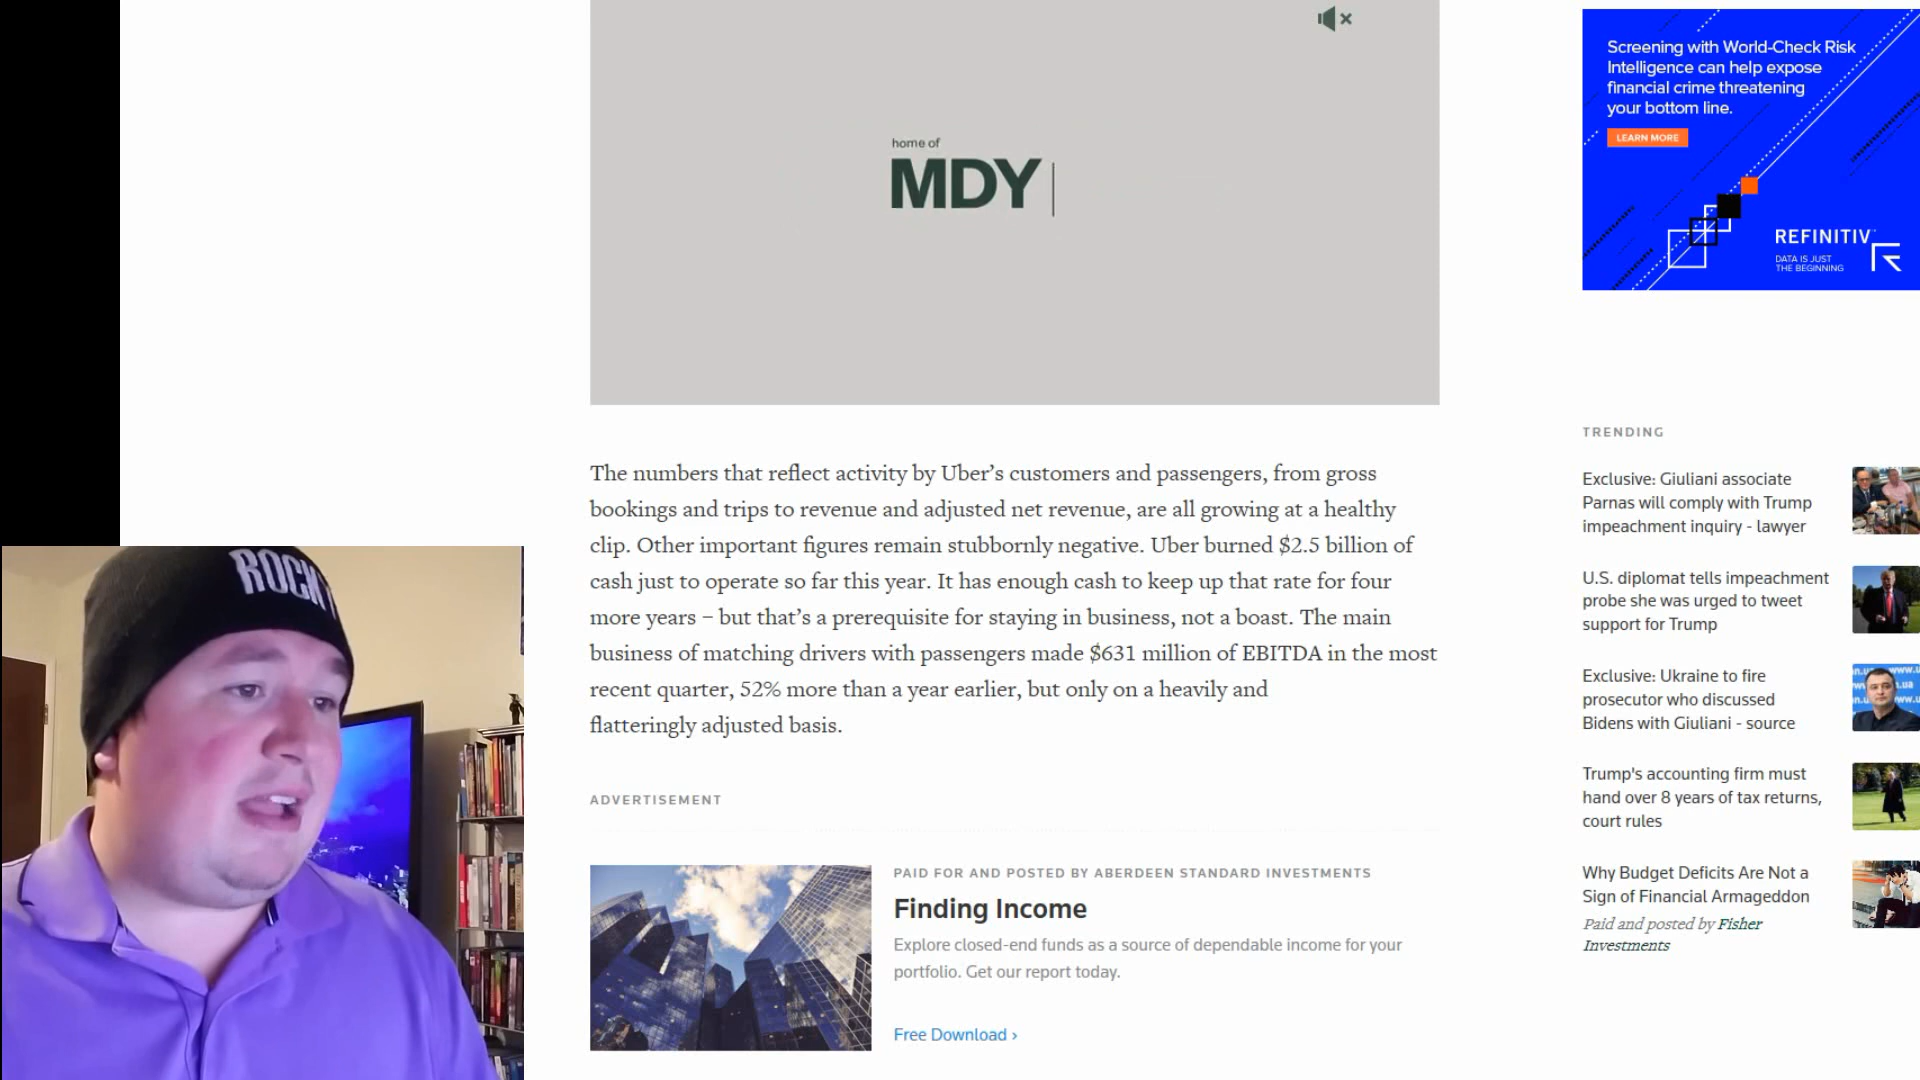 home of
MDY
The numbers that reflect activity by Uber’s customers and passengers, from gross
bookings and trips to revenue and adjusted net revenue, are all growing at a healthy
clip. Other important figures remain stubbornly negative. Uber burned $2.5 billion of
cash just to operate so far this year. It has enough cash to keep up that rate for four
more years – but that’s a prerequisite for staying in business, not a boast. The main
business of matching drivers with passengers made $631 million of EBITDA in the most
recent quarter, 52% more than a year earlier, but only on a heavily and
flatteringly adjusted basis.
ADVERTISEMENT
PAID FOR AND POSTED BY ABERDEEN STANDARD INVESTMENTS
Finding Income
Explore closed-end funds as a source of dependable income for your
portfolio. Get our report today.
Free Download ›
Screening with World-Check Risk
Intelligence can help expose
financial crime threatening
your bottom line.
LEARN MORE
REFINITIV
DATA IS JUST
THE BEGINNING
TRENDING
Exclusive: Giuliani associate
Parnas will comply with Trump
impeachment inquiry - lawyer
U.S. diplomat tells impeachment
probe she was urged to tweet
support for Trump
Exclusive: Ukraine to fire
prosecutor who discussed
Bidens with Giuliani - source
Trump's accounting firm must
hand over 8 years of tax returns,
court rules
Why Budget Deficits Are Not a
Sign of Financial Armageddon
Paid and posted by Fisher
Investments